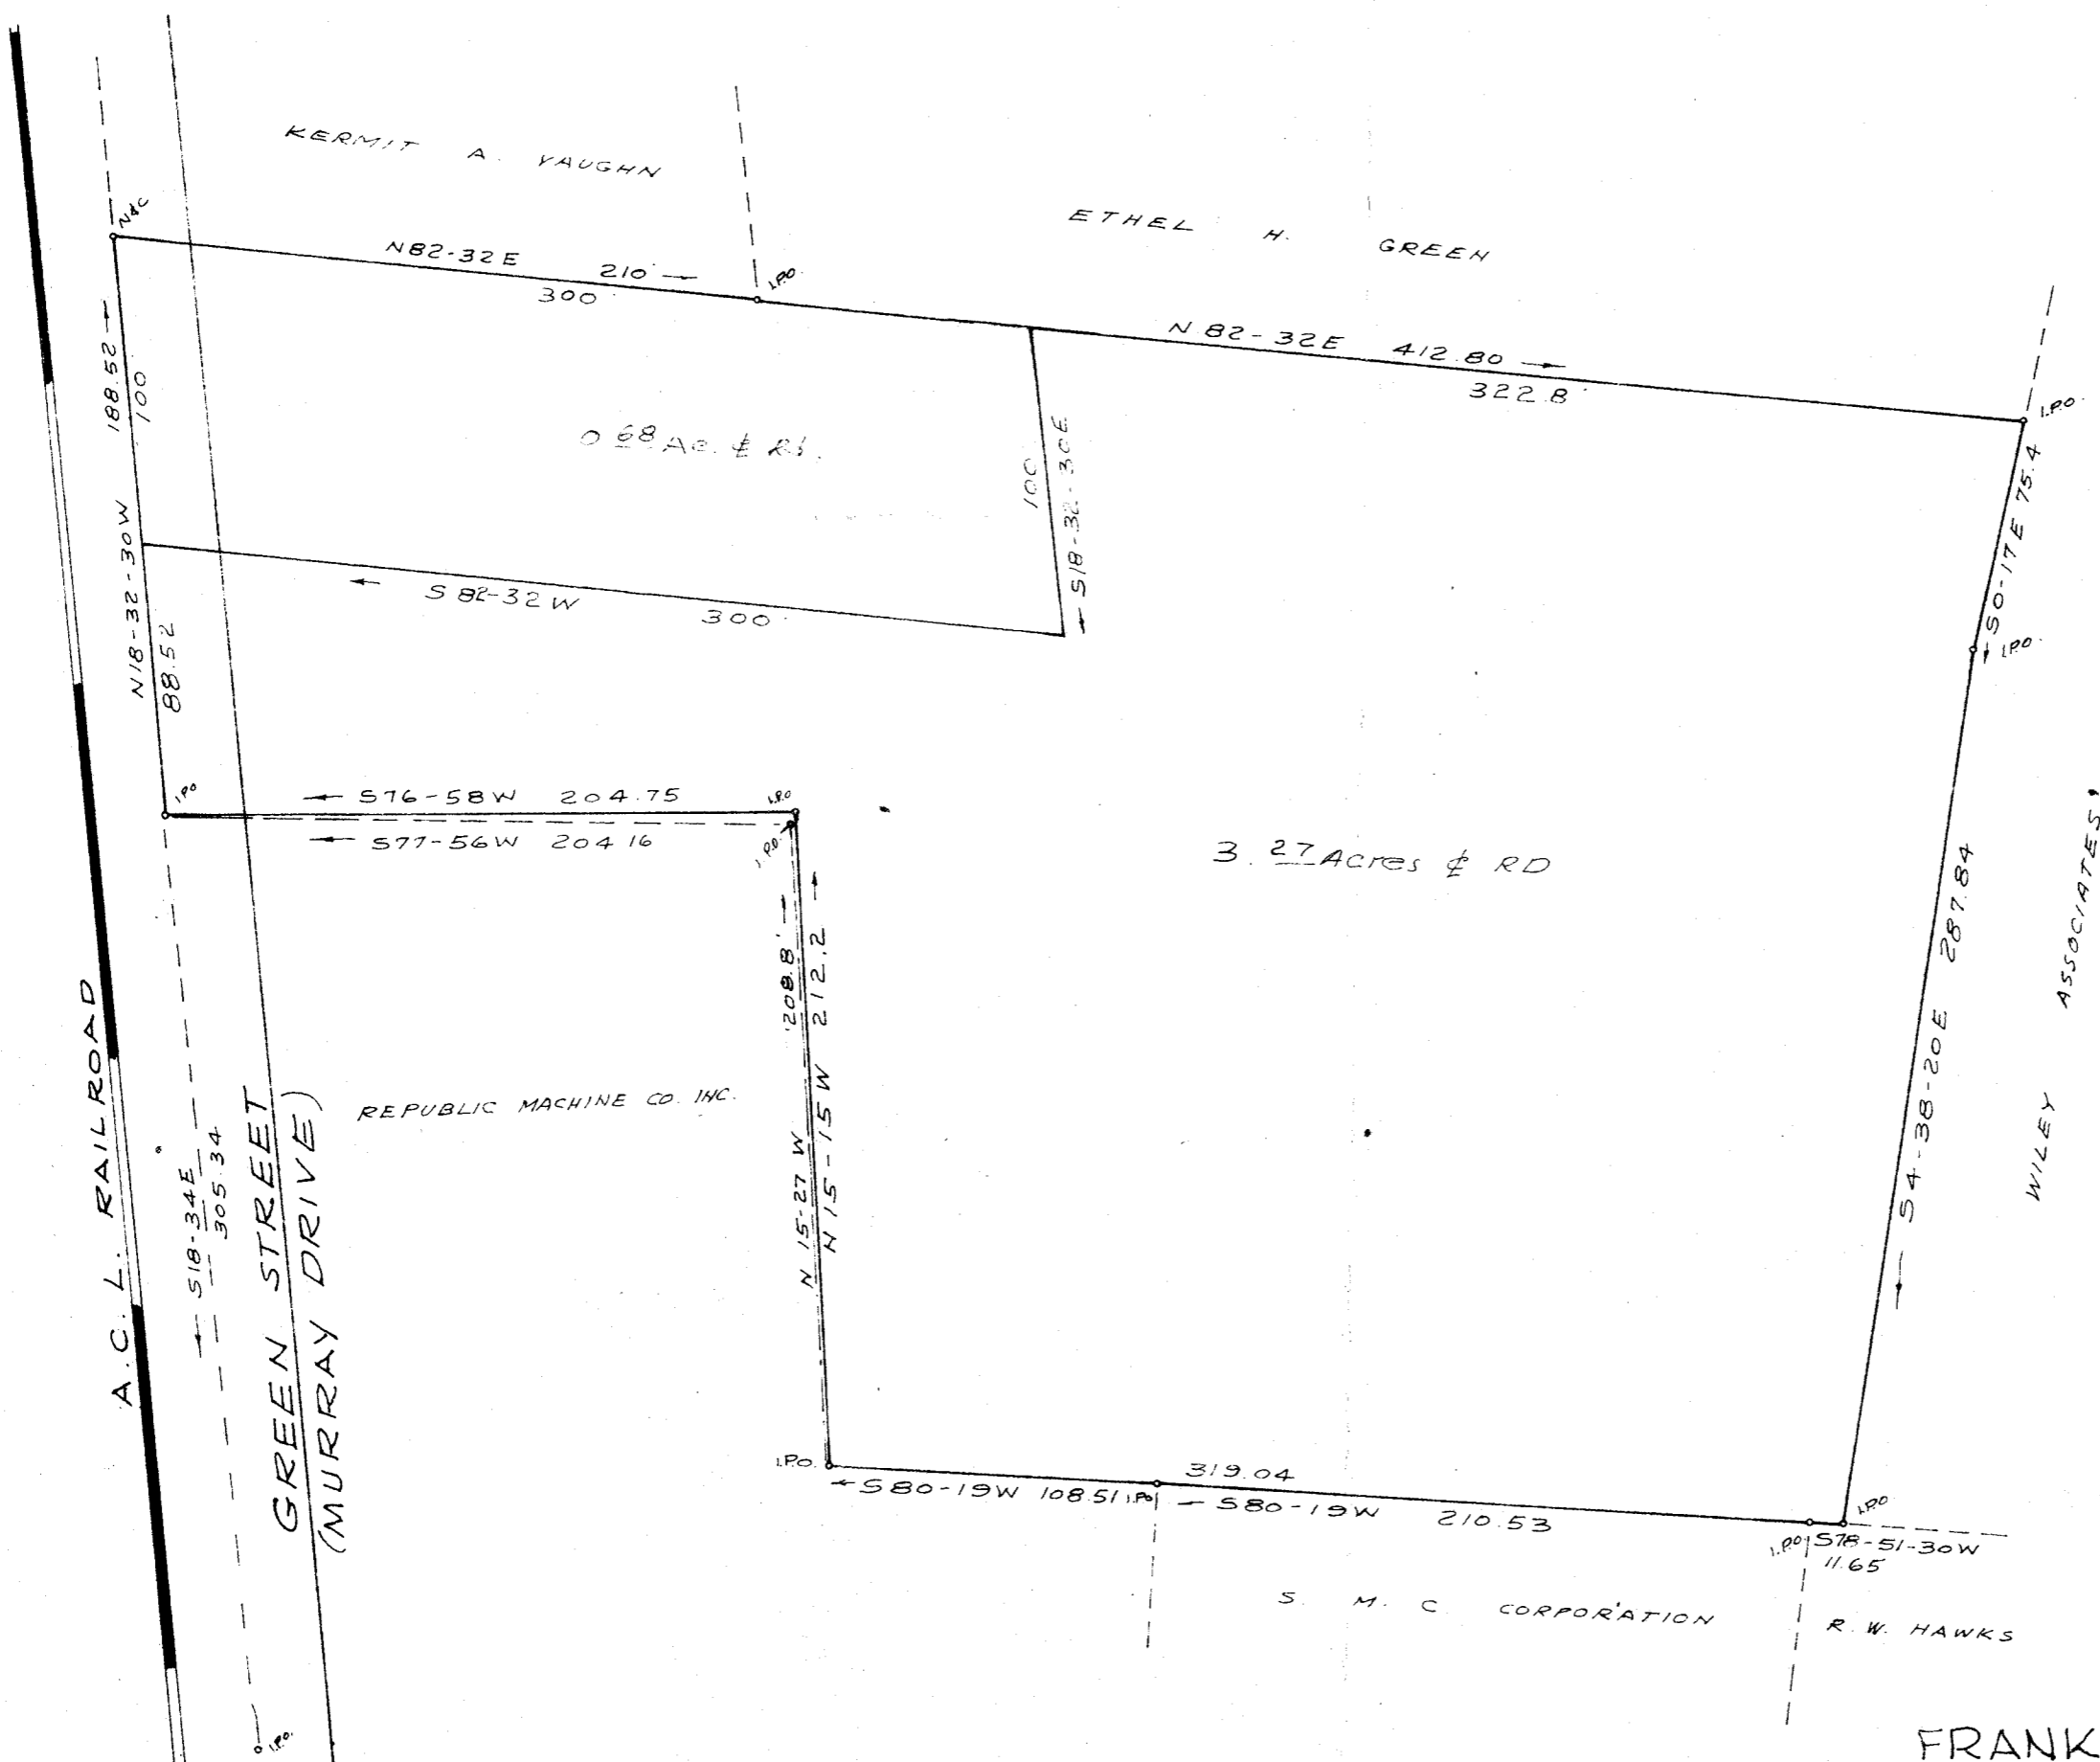 KERMIT A. VAUGHN
ETHEL H. GREEN
N82-32E 210' →
300'
N 82-32E 412.80 →
322.8'
I.P.O.
I.P.O.
188.52 →
100
N18-32-30W
88.52
0.68 Ac. ₵ Rd.
100
← S18-32-30E
S0-17E 75.4
I.P.O.
← S 82-32 W 300'
I.P.O
← S76-58W 204.75
I.P.O
← S77-56W 204.16
I.P.O.
3.27 Acres ₵ RD
208.8' →
N 15-27 W
N 15-15W 212.2 →
← S4-38-20E 287.84
WILEY ASSOCIATES
A.C.L. RAILROAD
← S18-34E
305.34
GREEN STREET
(MURRAY DRIVE)
REPUBLIC MACHINE CO. INC.
I.P.O.
319.04
← S80-19W 108.51
I.P.O
← S80-19W 210.53
I.P.O
I.P.O
S78-51-30W
11.65
S. M. C. CORPORATION
R. W. HAWKS
I.P.O.
FRANK